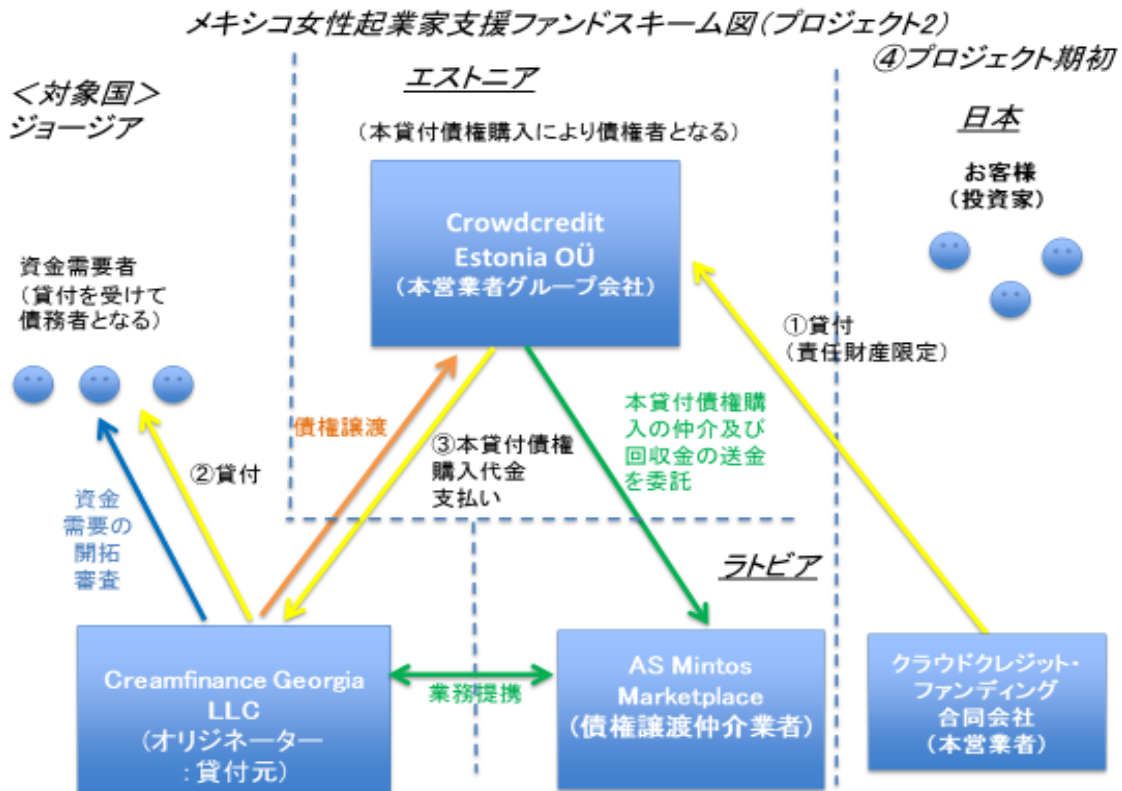 メキシコ女性起業家支援ファンドスキーム図(プロジェクト2)
④プロジェクト期初
エストニア
＜対象国＞
ジョージア
日本
(本貸付債権購入により債権者となる)
お客様
(投資家)
Crowdcredit
Estonia OÜ
(本営業者グループ会社)
資金需要者
(貸付を受けて
債務者となる)
①貸付
(責任財産限定)
債権譲渡
本貸付債権購
入の仲介及び
回収金の送金
を委託
③本貸付債権
購入代金
支払い
②貸付
資金
需要の
開拓
審査
ラトビア
Creamfinance Georgia
LLC
(オリジネーター
:貸付元)
業務提携
AS Mintos
Marketplace
(債権譲渡仲介業者)
クラウドクレジット・
ファンディング
合同会社
(本営業者)